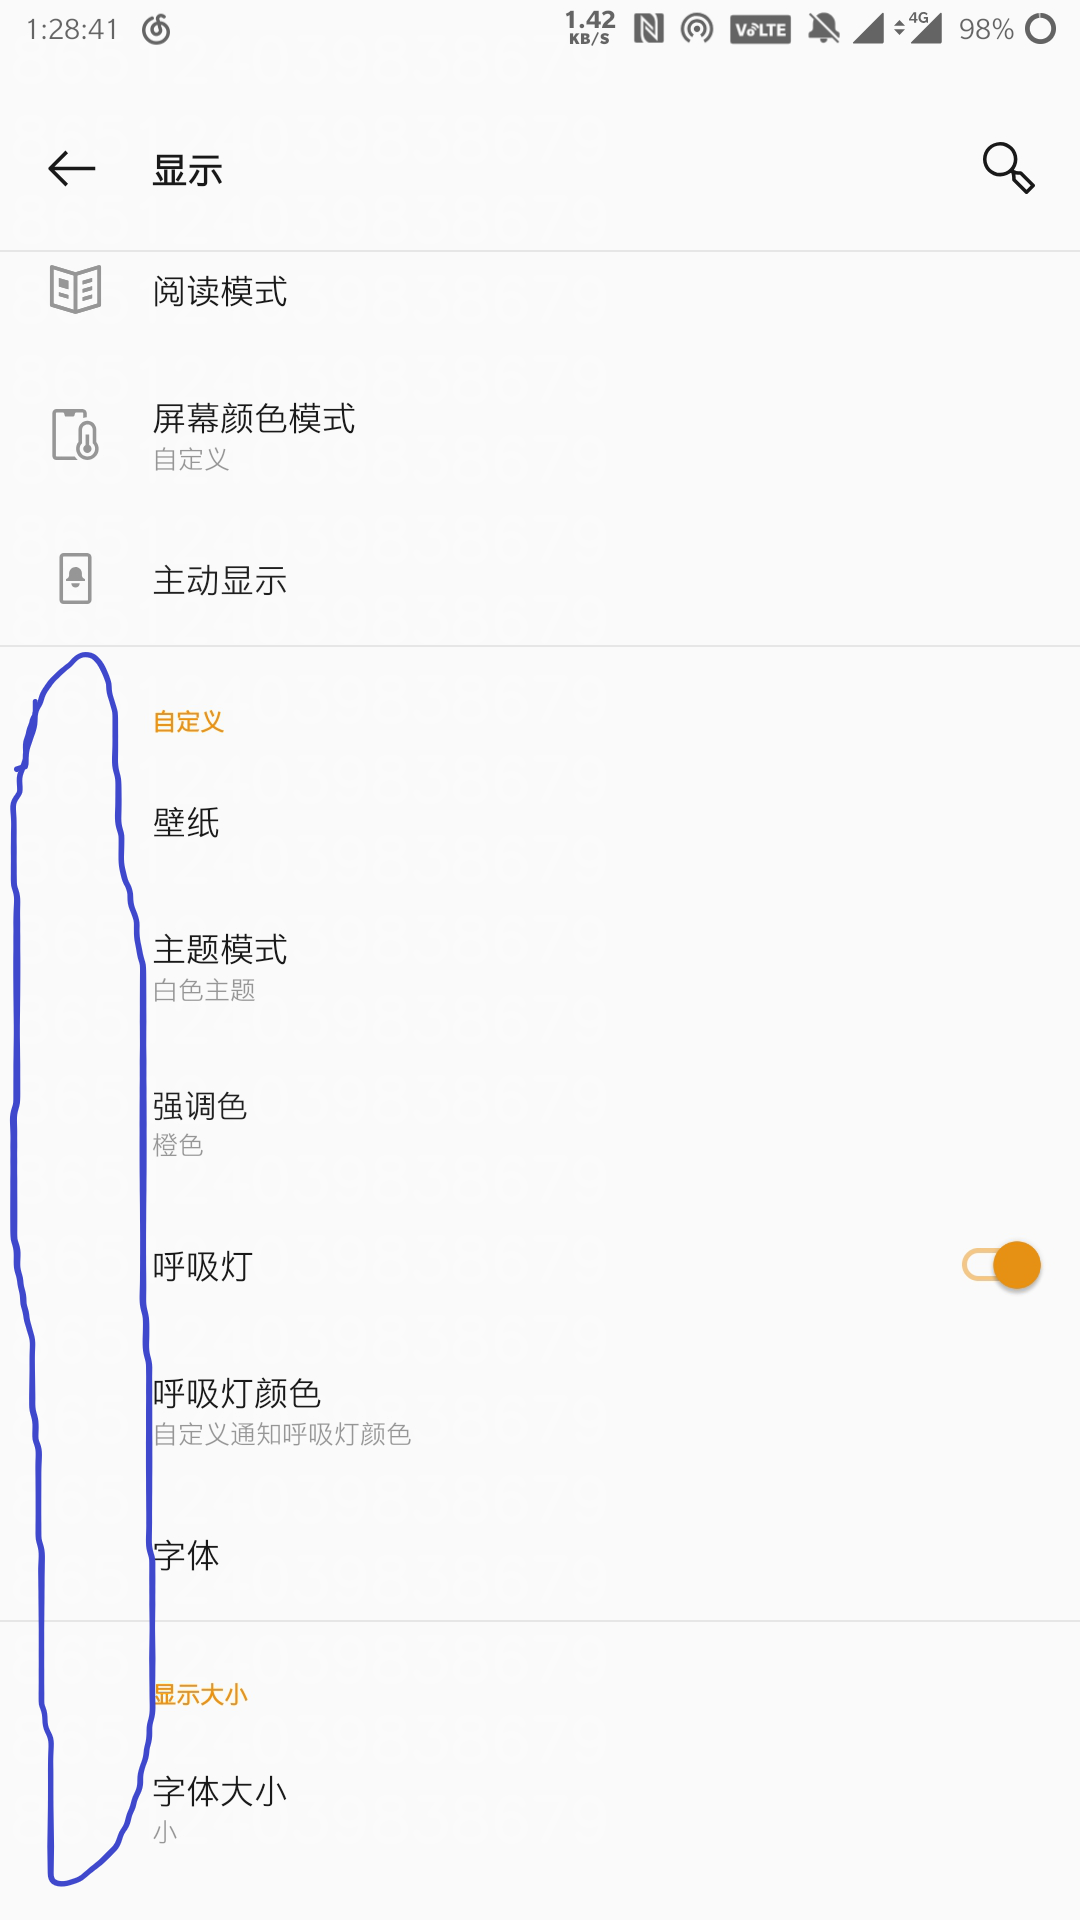 1:28:41
1.42
KB/S
VoLTE
4G
98%
显示
阅读模式
屏幕颜色模式
自定义
主动显示
自定义
壁纸
主题模式
白色主题
强调色
橙色
呼吸灯
呼吸灯颜色
自定义通知呼吸灯颜色
字体
显示大小
字体大小
小